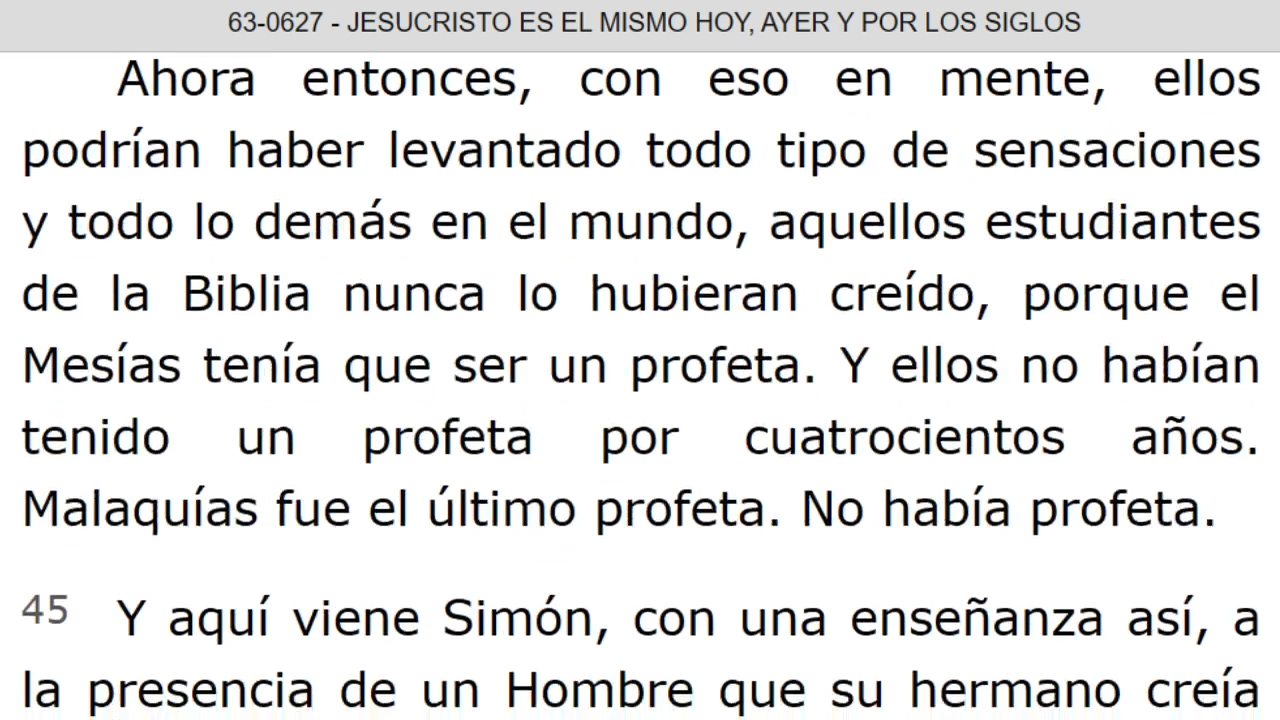 63-0627 - JESUCRISTO ES EL MISMO HOY, AYER Y POR LOS SIGLOS
Ahora entonces, con eso en mente, ellos
podrían haber levantado todo tipo de sensaciones
y todo lo demás en el mundo, aquellos estudiantes
de la Biblia nunca lo hubieran creído, porque el
Mesías tenía que ser un profeta. Y ellos no habían
tenido un profeta por cuatrocientos años.
Malaquías fue el último profeta. No había profeta.
45 Y aquí viene Simón, con una enseñanza así, a
la presencia de un Hombre que su hermano creía